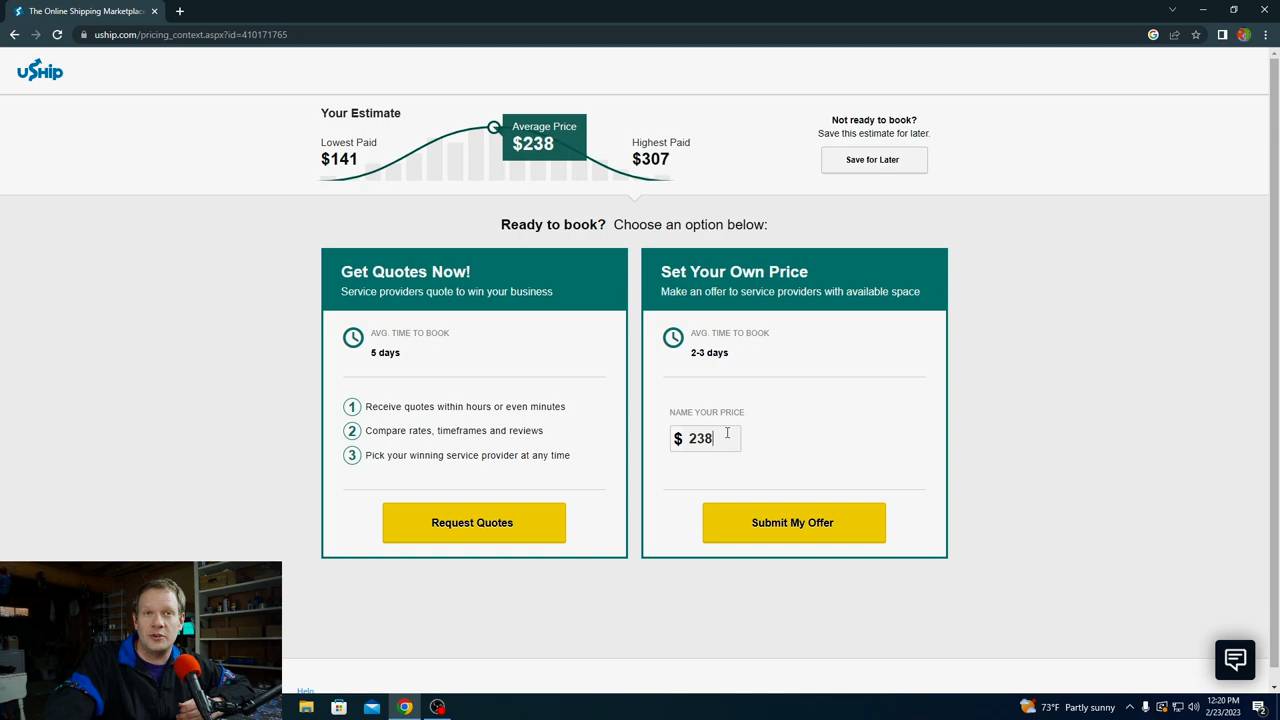 The Online Shipping Marketplace
uship.com/pricing_context.aspx?id=410171765
uShip
Your Estimate
Average Price
$238
Lowest Paid
$141
Highest Paid
$307
Not ready to book?
Save this estimate for later.
Save for Later
Ready to book? Choose an option below:
Get Quotes Now!
Service providers quote to win your business
AVG. TIME TO BOOK
5 days
1 Receive quotes within hours or even minutes
2 Compare rates, timeframes and reviews
3 Pick your winning service provider at any time
Request Quotes
Set Your Own Price
Make an offer to service providers with available space
AVG. TIME TO BOOK
2-3 days
NAME YOUR PRICE
$ 238
Submit My Offer
Help
73°F Partly sunny
12:20 PM
2/23/2023
2